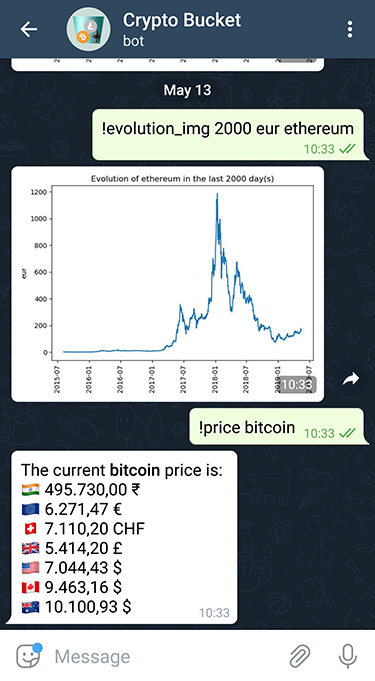 Crypto Bucket
bot
May 13
!evolution_img 2000 eur ethereum
10:33
Evolution of ethereum in the last 2000 day(s)
eur
1200
1000
800
600
400
200
0
2015-07
2016-01
2016-07
2017-01
2017-07
2018-01
2018-07
2019-01
10:33
!price bitcoin
10:33
The current bitcoin price is:
495.730,00 ₹
6.271,47 €
7.110,20 CHF
5.414,20 £
7.044,43 $
9.463,16 $
10.100,93 $
10:33
Message